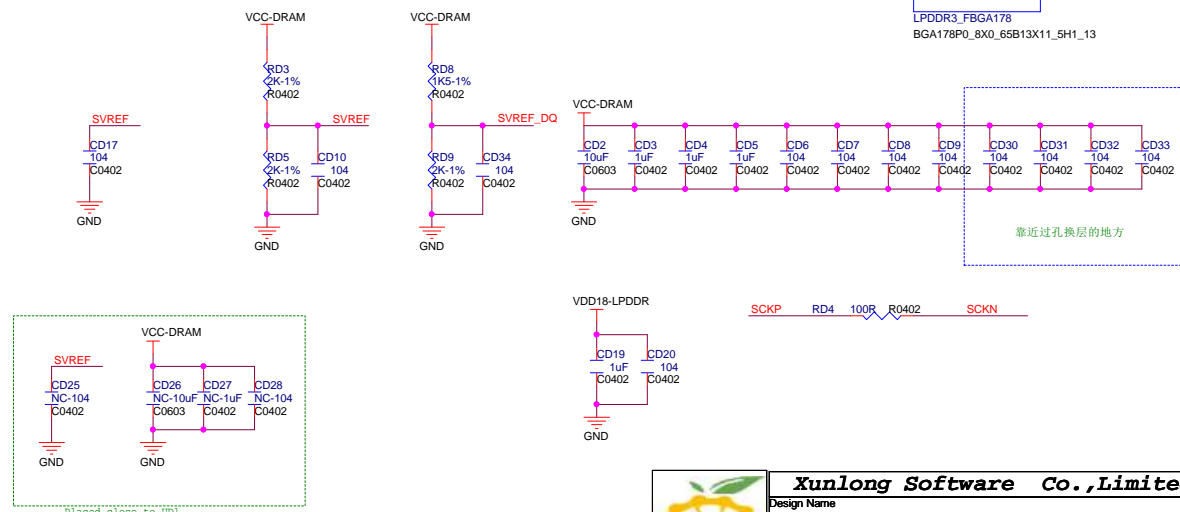 LPDDR3_FBGA178
BGA178P0_8X0_65B13X11_5H1_13
VCC-DRAM
RD3
2K-1%
R0402
SVREF
RD5
2K-1%
R0402
CD10
104
C0402
GND
VCC-DRAM
RD8
1K5-1%
R0402
SVREF_DQ
RD9
2K-1%
R0402
CD34
104
C0402
GND
SVREF
CD17
104
C0402
GND
VCC-DRAM
CD2
10uF
C0603
CD3
1uF
C0402
CD4
1uF
C0402
CD5
1uF
C0402
CD6
104
C0402
CD7
104
C0402
CD8
104
C0402
CD9
104
C0402
CD30
104
C0402
CD31
104
C0402
CD32
104
C0402
CD33
104
C0402
GND
靠近过孔换层的地方
VDD18-LPDDR
CD19
1uF
C0402
CD20
104
C0402
GND
SCKP RD4 100R R0402 SCKN
SVREF
CD25
NC-104
C0402
GND
VCC-DRAM
CD26
NC-10uF
C0603
CD27
NC-1uF
C0402
CD28
NC-104
C0402
GND
Placed close to UD1
Xunlong Software Co.,Limite
Design Name